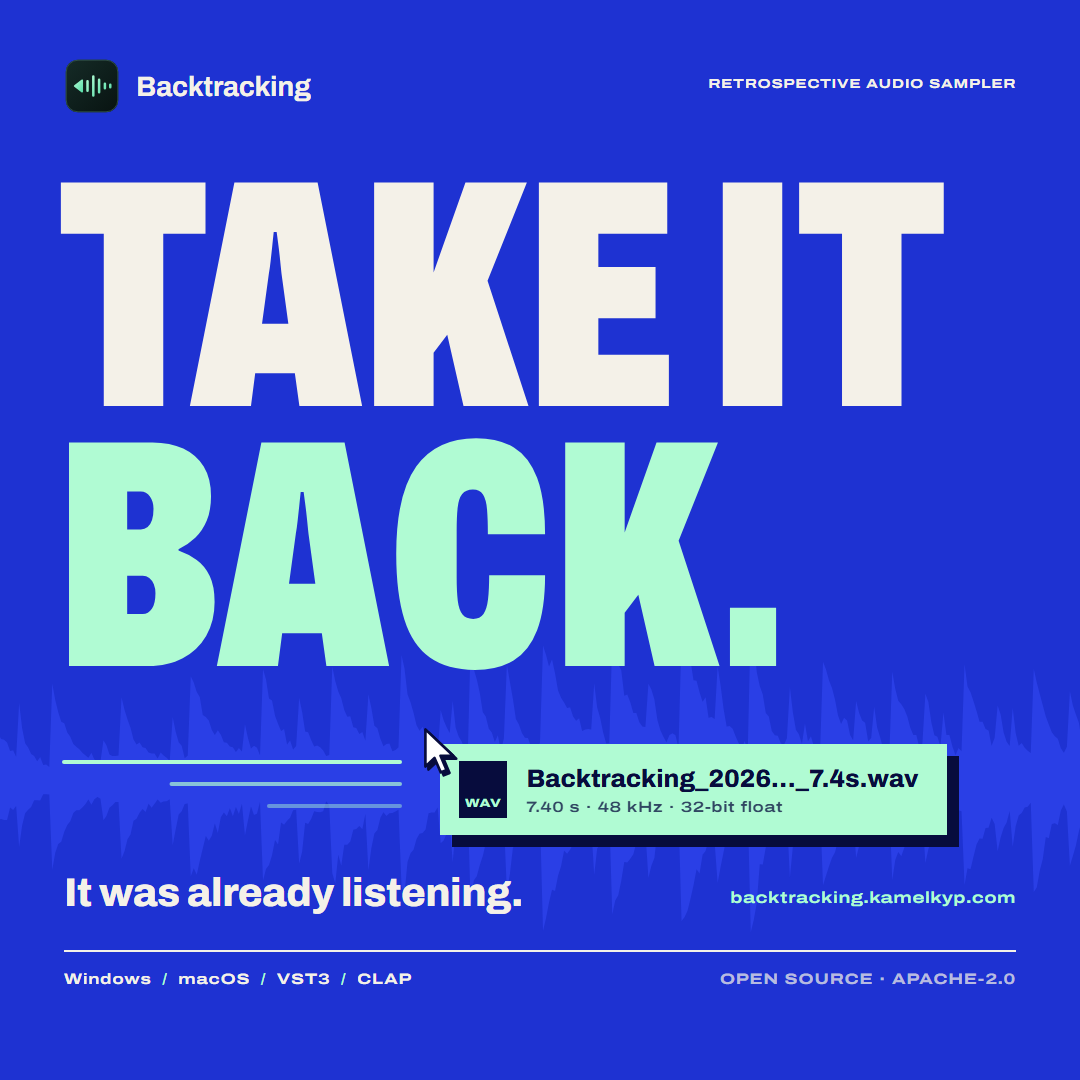 Backtracking
RETROSPECTIVE AUDIO SAMPLER
TAKE IT
BACK.
WAV
Backtracking_2026..._7.4s.wav
7.40 s · 48 kHz · 32-bit float
It was already listening.
backtracking.kamelkyp.com
Windows / macOS / VST3 / CLAP
OPEN SOURCE · APACHE-2.0